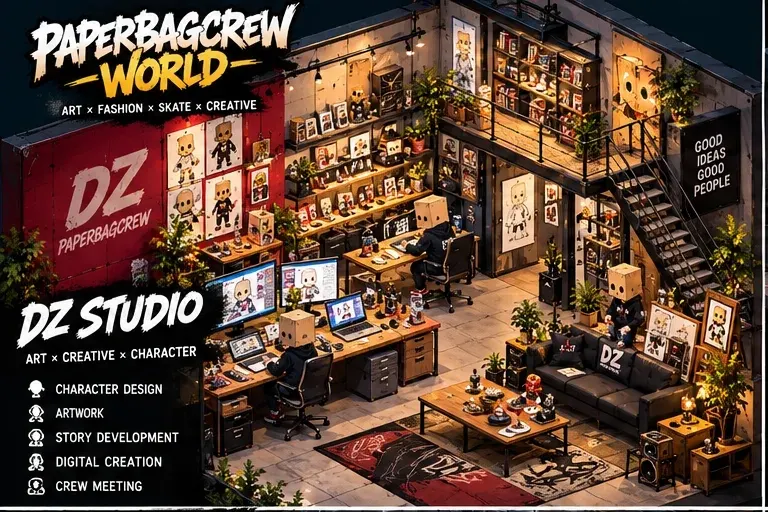 PAPERBAGCREW
WORLD
ART × FASHION × SKATE × CREATIVE
DZ
PAPERBAGCREW
GOOD
IDEAS
GOOD
PEOPLE
DZ STUDIO
ART × CREATIVE × CHARACTER
CHARACTER DESIGN
ARTWORK
STORY DEVELOPMENT
DIGITAL CREATION
CREW MEETING
DZ
DZ